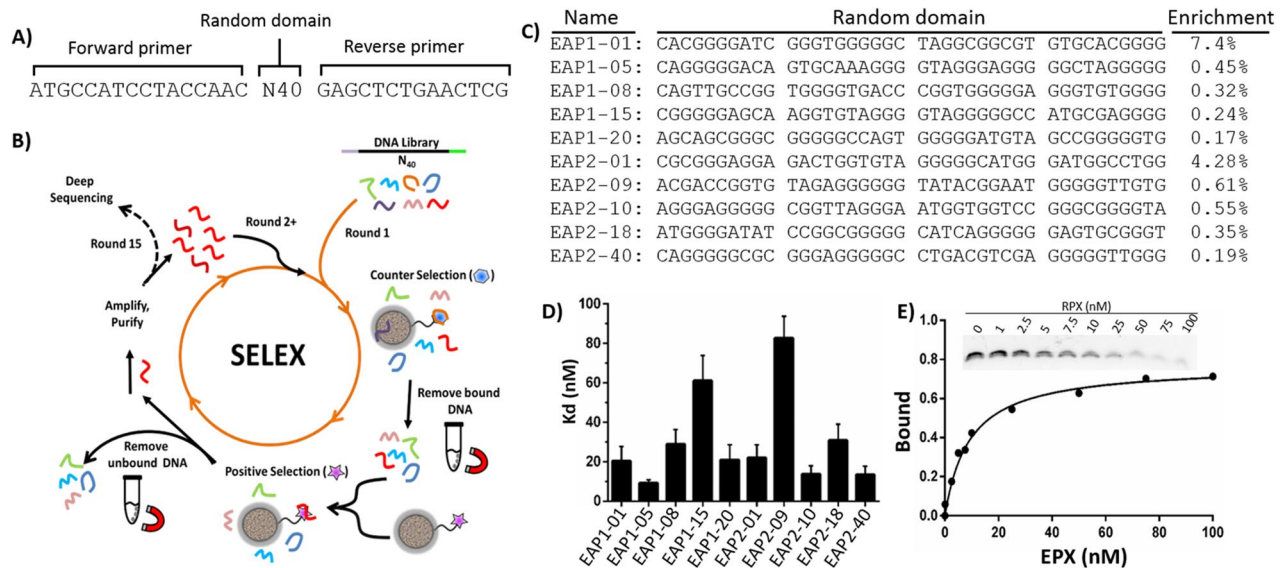 A)
Random domain
Forward primer
Reverse primer
ATGCCATCCTACCAAC N40 GAGCTCTGAACTCG
B)
DNA Library
N40
Deep
Sequencing
Round 15
Round 2+
Round 1
Counter Selection ( )
Amplify,
Purify
SELEX
Remove bound
DNA
Remove
unbound DNA
Positive Selection ( )
C)
Name Random domain Enrichment
EAP1-01: CACGGGGATC GGGTGGGGGC TAGGCGGCGT GTGCACGGGG 7.4%
EAP1-05: CAGGGGGACA GTGCAAAGGG GTAGGGAGGG GGCTAGGGGG 0.45%
EAP1-08: CAGTTGCCGG TGGGGTGACC CGGTGGGGGA GGGTGTGGGG 0.32%
EAP1-15: CGGGGGAGCA AGGTGTAGGG GTAGGGGGCC ATGCGAGGGG 0.24%
EAP1-20: AGCAGCGGGC GGGGGCCAGT GGGGGATGTA GCCGGGGGTG 0.17%
EAP2-01: CGCGGGAGGA GACTGGTGTA GGGGGCATGG GATGGCCTGG 4.28%
EAP2-09: ACGACCGGTG TAGAGGGGGG TATACGGAAT GGGGGTTGTG 0.61%
EAP2-10: AGGGAGGGGG CGGTTAGGGA ATGGTGGTCC GGGCGGGGTA 0.55%
EAP2-18: ATGGGGATAT CCGGCGGGGG CATCAGGGGG GAGTGCGGGT 0.35%
EAP2-40: CAGGGGGCGC GGGAGGGGGC CTGACGTCGA GGGGGTTGGG 0.19%
D)
Kd (nM)
100
80
60
40
20
0
EAP1-01
EAP1-05
EAP1-08
EAP1-15
EAP1-20
EAP2-01
EAP2-09
EAP2-10
EAP2-18
EAP2-40
E)
RPX (nM)
0 1 2.5 5 7.5 10 25 50 75 100
Bound
1.0
0.8
0.6
0.4
0.2
0.0
0 20 40 60 80 100
EPX (nM)